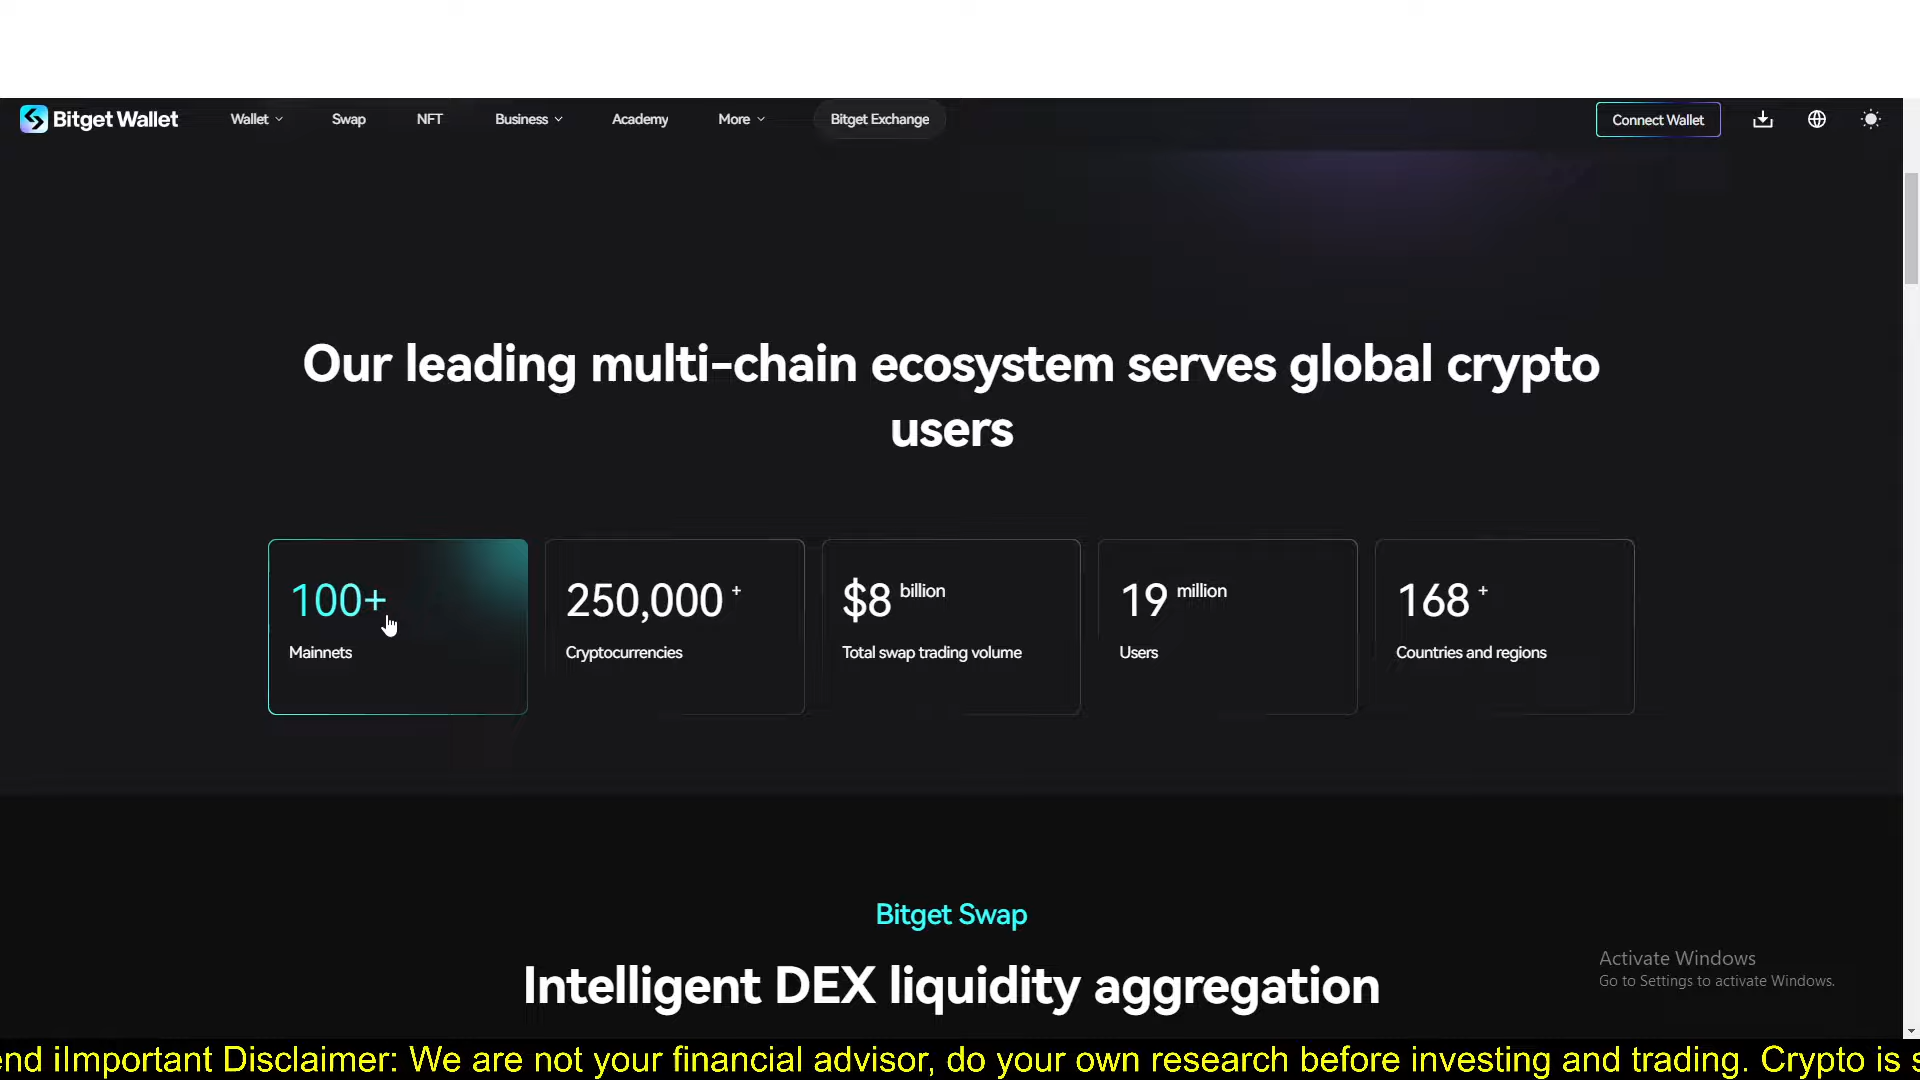 Bitget Wallet Wallet Swap NFT Business Academy More Bitget Exchange Connect Wallet
Our leading multi-chain ecosystem serves global crypto
users
100+
Mainnets
250,000 +
Cryptocurrencies
$8 billion
Total swap trading volume
19 million
Users
168 +
Countries and regions
Bitget Swap
Intelligent DEX liquidity aggregation
Activate Windows
Go to Settings to activate Windows.
end iImportant Disclaimer: We are not your financial advisor, do your own research before investing and trading. Crypto is s